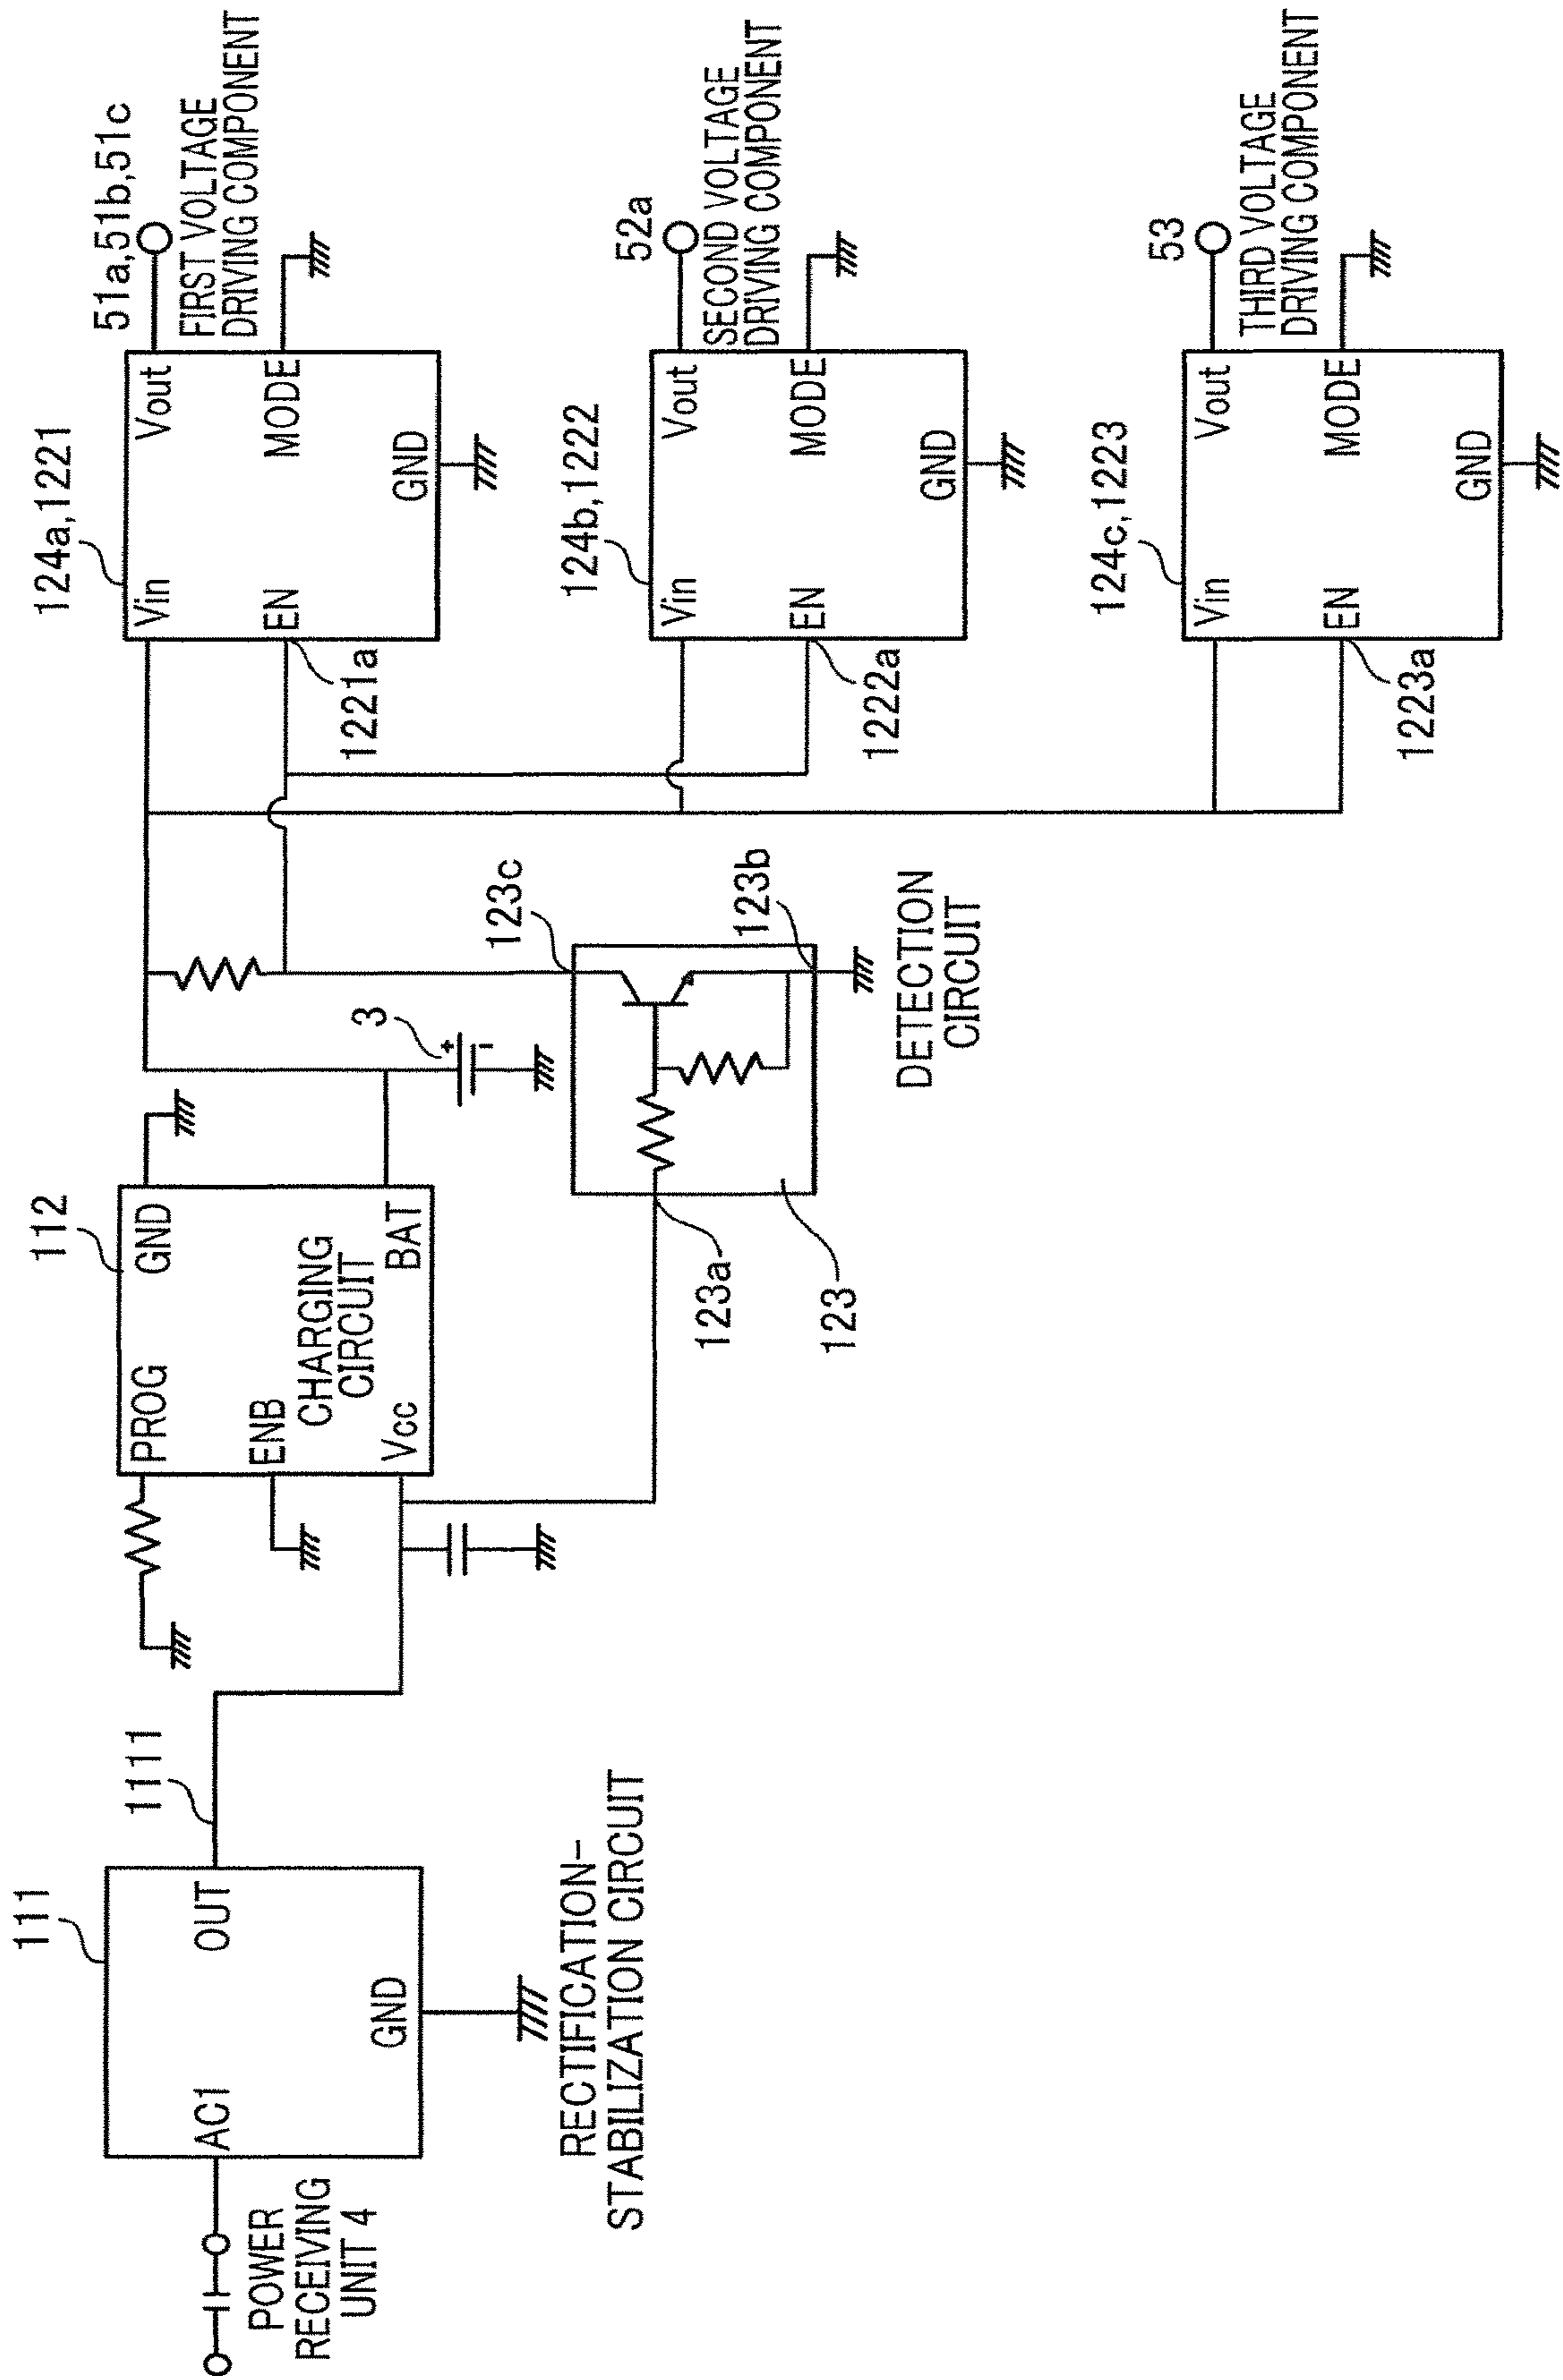 POWER
RECEIVING
UNIT 4
111
AC1
OUT
GND
1111
RECTIFICATION-
STABILIZATION CIRCUIT
112
PROG
GND
ENB
CHARGING
CIRCUIT
Vcc
BAT
3
+
-
123a
123
123c
123b
DETECTION
CIRCUIT
124a,1221
Vin
Vout
EN
MODE
GND
1221a
51a,51b,51c
FIRST VOLTAGE
DRIVING COMPONENT
124b,1222
Vin
Vout
EN
MODE
GND
1222a
52a
SECOND VOLTAGE
DRIVING COMPONENT
124c,1223
Vin
Vout
EN
MODE
GND
1223a
53
THIRD VOLTAGE
DRIVING COMPONENT